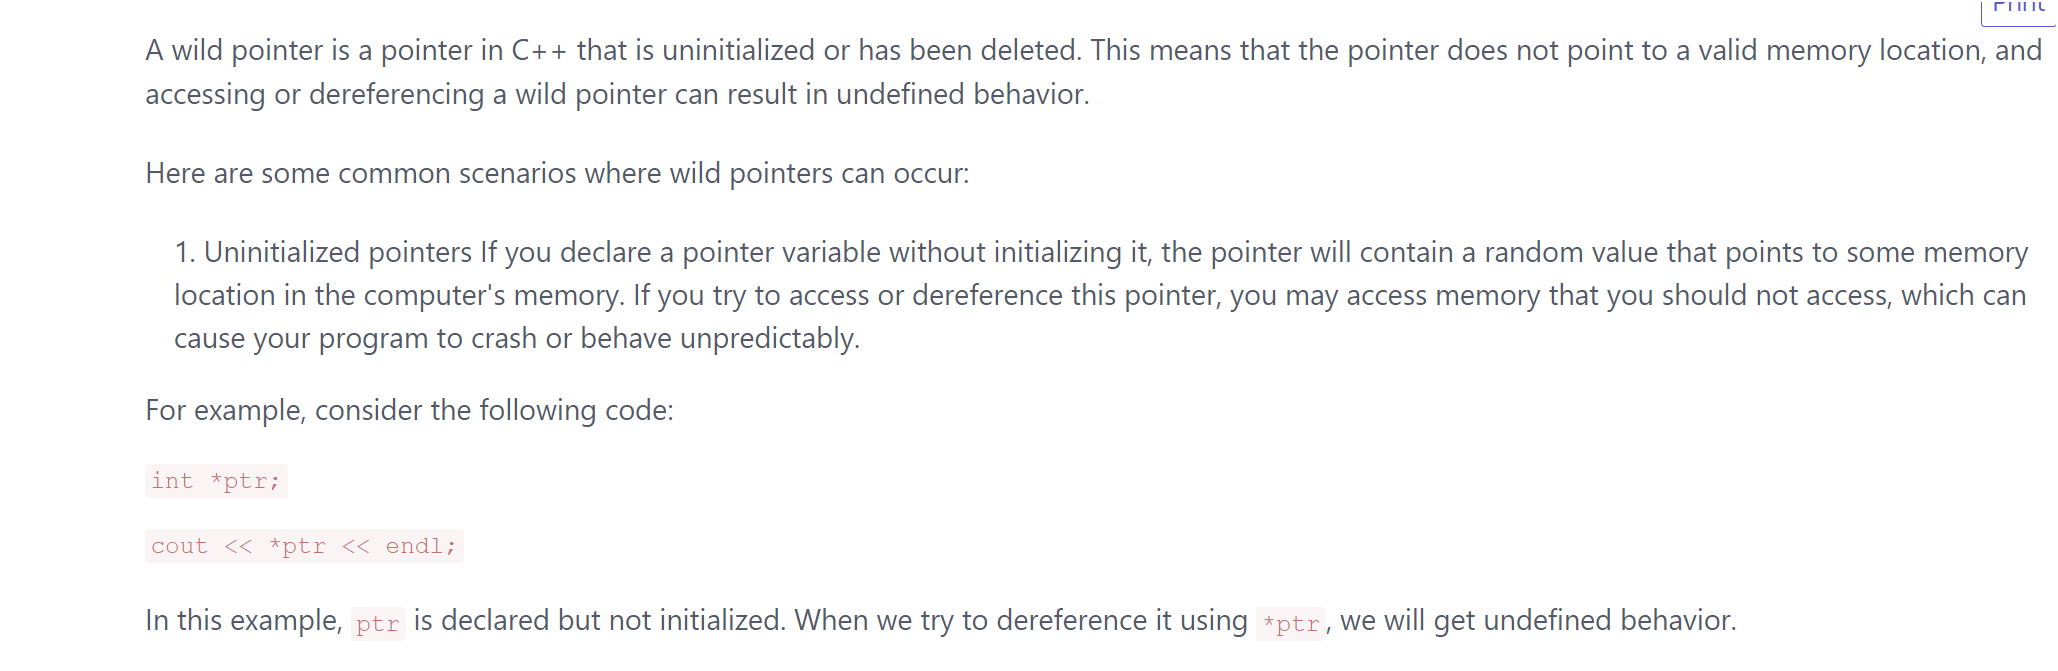 Print
A wild pointer is a pointer in C++ that is uninitialized or has been deleted. This means that the pointer does not point to a valid memory location, and
accessing or dereferencing a wild pointer can result in undefined behavior.
Here are some common scenarios where wild pointers can occur:
1. Uninitialized pointers If you declare a pointer variable without initializing it, the pointer will contain a random value that points to some memory
location in the computer's memory. If you try to access or dereference this pointer, you may access memory that you should not access, which can
cause your program to crash or behave unpredictably.
For example, consider the following code:
int *ptr;
cout << *ptr << endl;
In this example, ptr is declared but not initialized. When we try to dereference it using *ptr, we will get undefined behavior.